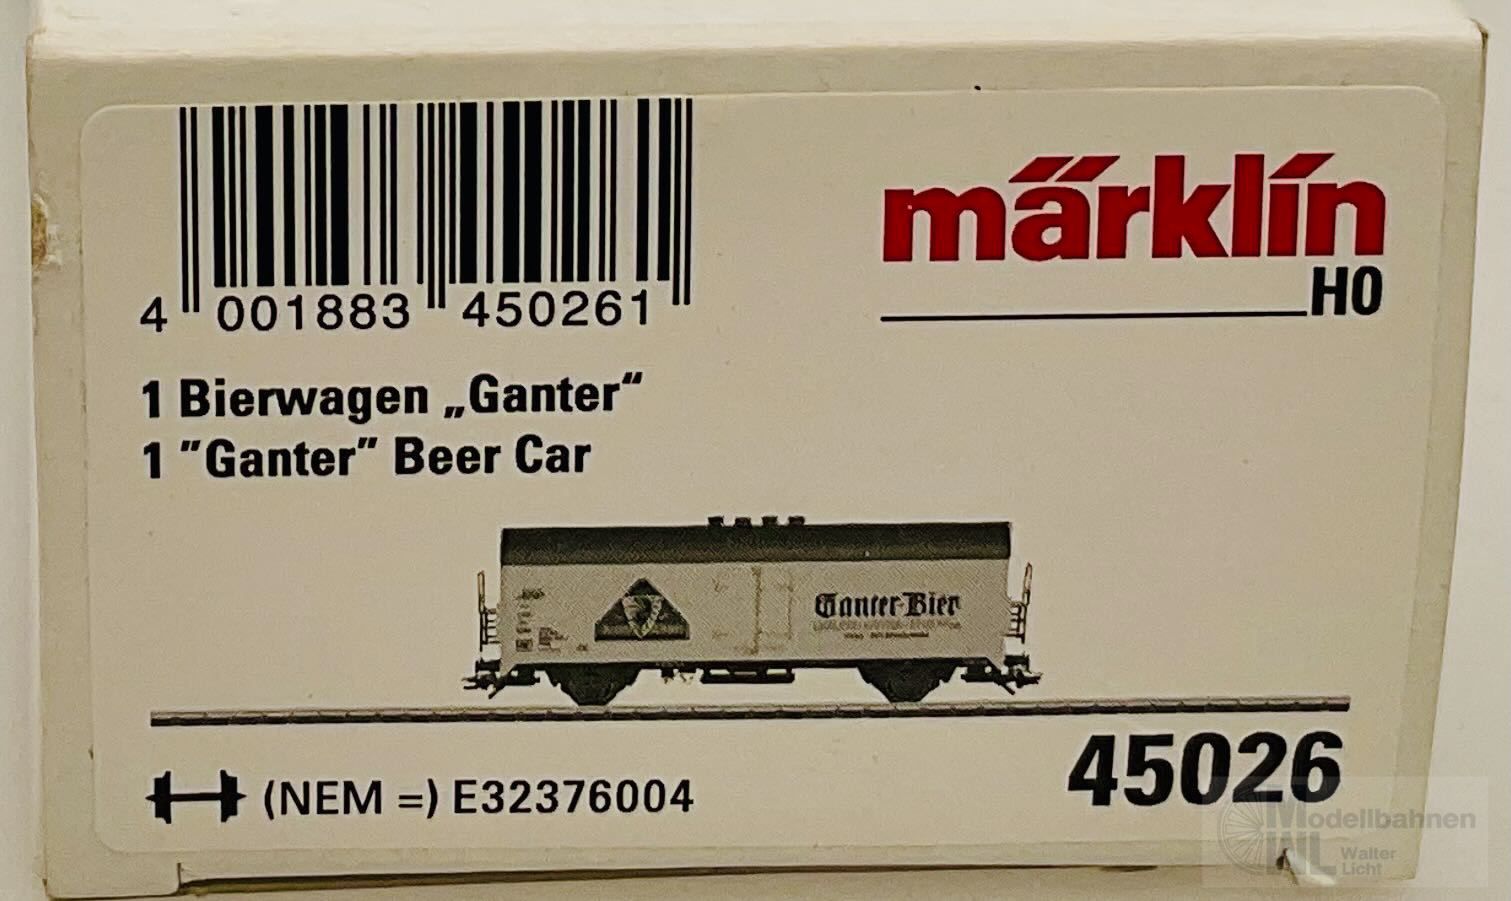 märklin
H0
4 001883 450261
1 Bierwagen „Ganter“
1 ”Ganter” Beer Car
Ganter-Bier
(NEM =) E32376004
45026
Modellbahnen
WL Walter
Licht